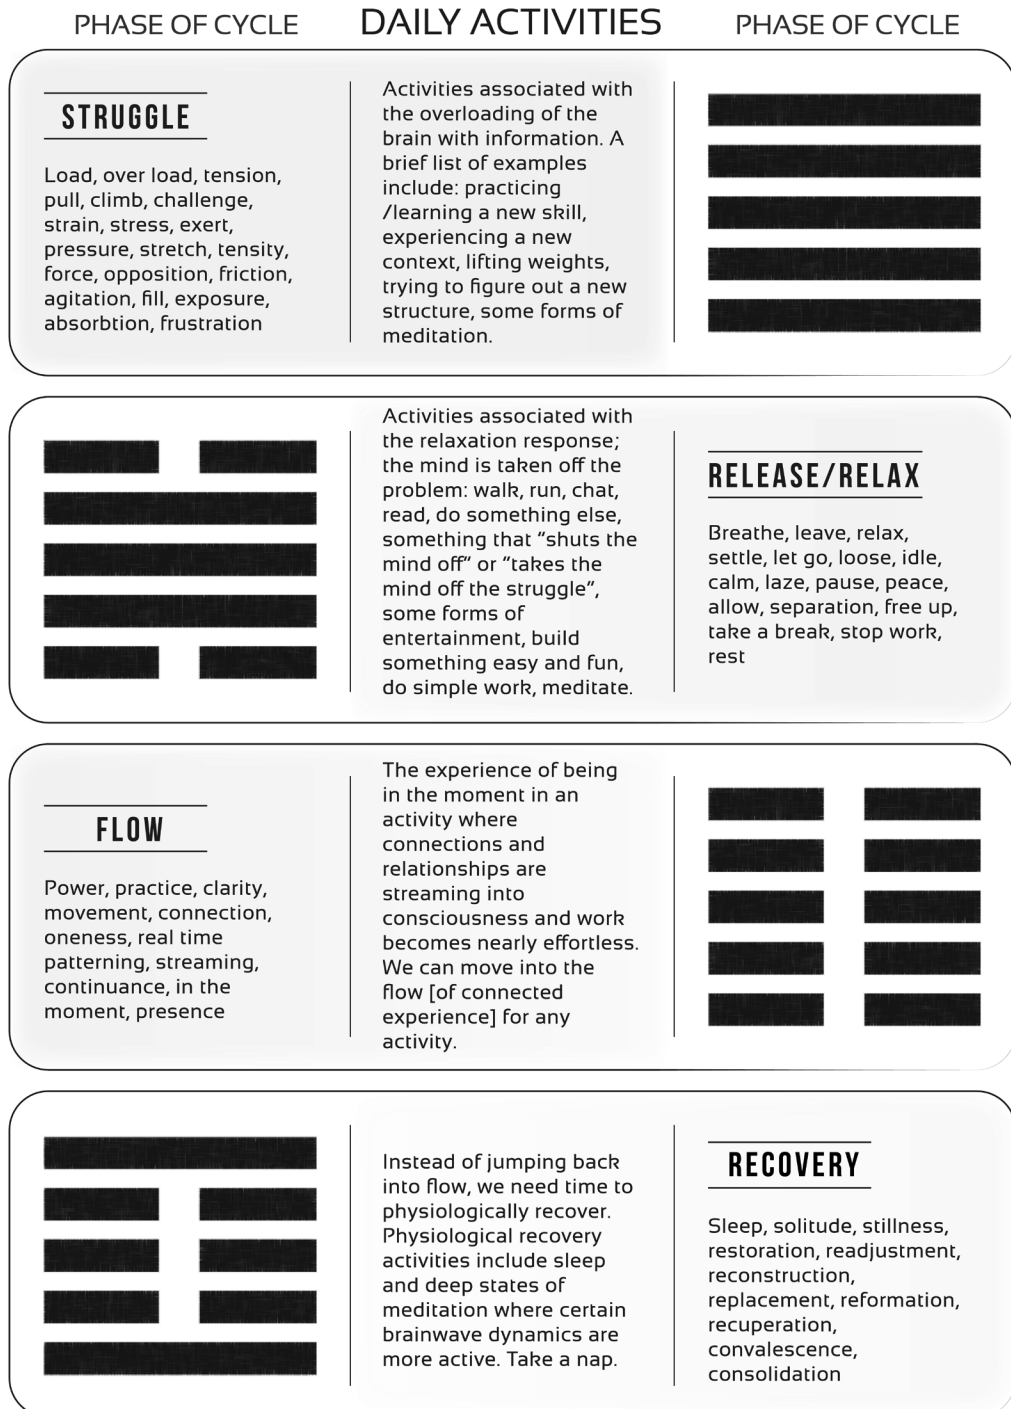 PHASE OF CYCLE
DAILY ACTIVITIES
PHASE OF CYCLE
STRUGGLE
Load, over load, tension,
pull, climb, challenge,
strain, stress, exert,
pressure, stretch, tensity,
force, opposition, friction,
agitation, fill, exposure,
absorbtion, frustration
Activities associated with
the overloading of the
brain with information. A
brief list of examples
include: practicing
/learning a new skill,
experiencing a new
context, lifting weights,
trying to figure out a new
structure, some forms of
meditation.
Activities associated with
the relaxation response;
the mind is taken off the
problem: walk, run, chat,
read, do something else,
something that “shuts the
mind off” or “takes the
mind off the struggle”,
some forms of
entertainment, build
something easy and fun,
do simple work, meditate.
RELEASE/RELAX
Breathe, leave, relax,
settle, let go, loose, idle,
calm, laze, pause, peace,
allow, separation, free up,
take a break, stop work,
rest
FLOW
Power, practice, clarity,
movement, connection,
oneness, real time
patterning, streaming,
continuance, in the
moment, presence
The experience of being
in the moment in an
activity where
connections and
relationships are
streaming into
consciousness and work
becomes nearly effortless.
We can move into the
flow [of connected
experience] for any
activity.
Instead of jumping back
into flow, we need time to
physiologically recover.
Physiological recovery
activities include sleep
and deep states of
meditation where certain
brainwave dynamics are
more active. Take a nap.
RECOVERY
Sleep, solitude, stillness,
restoration, readjustment,
reconstruction,
replacement, reformation,
recuperation,
convalescence,
consolidation